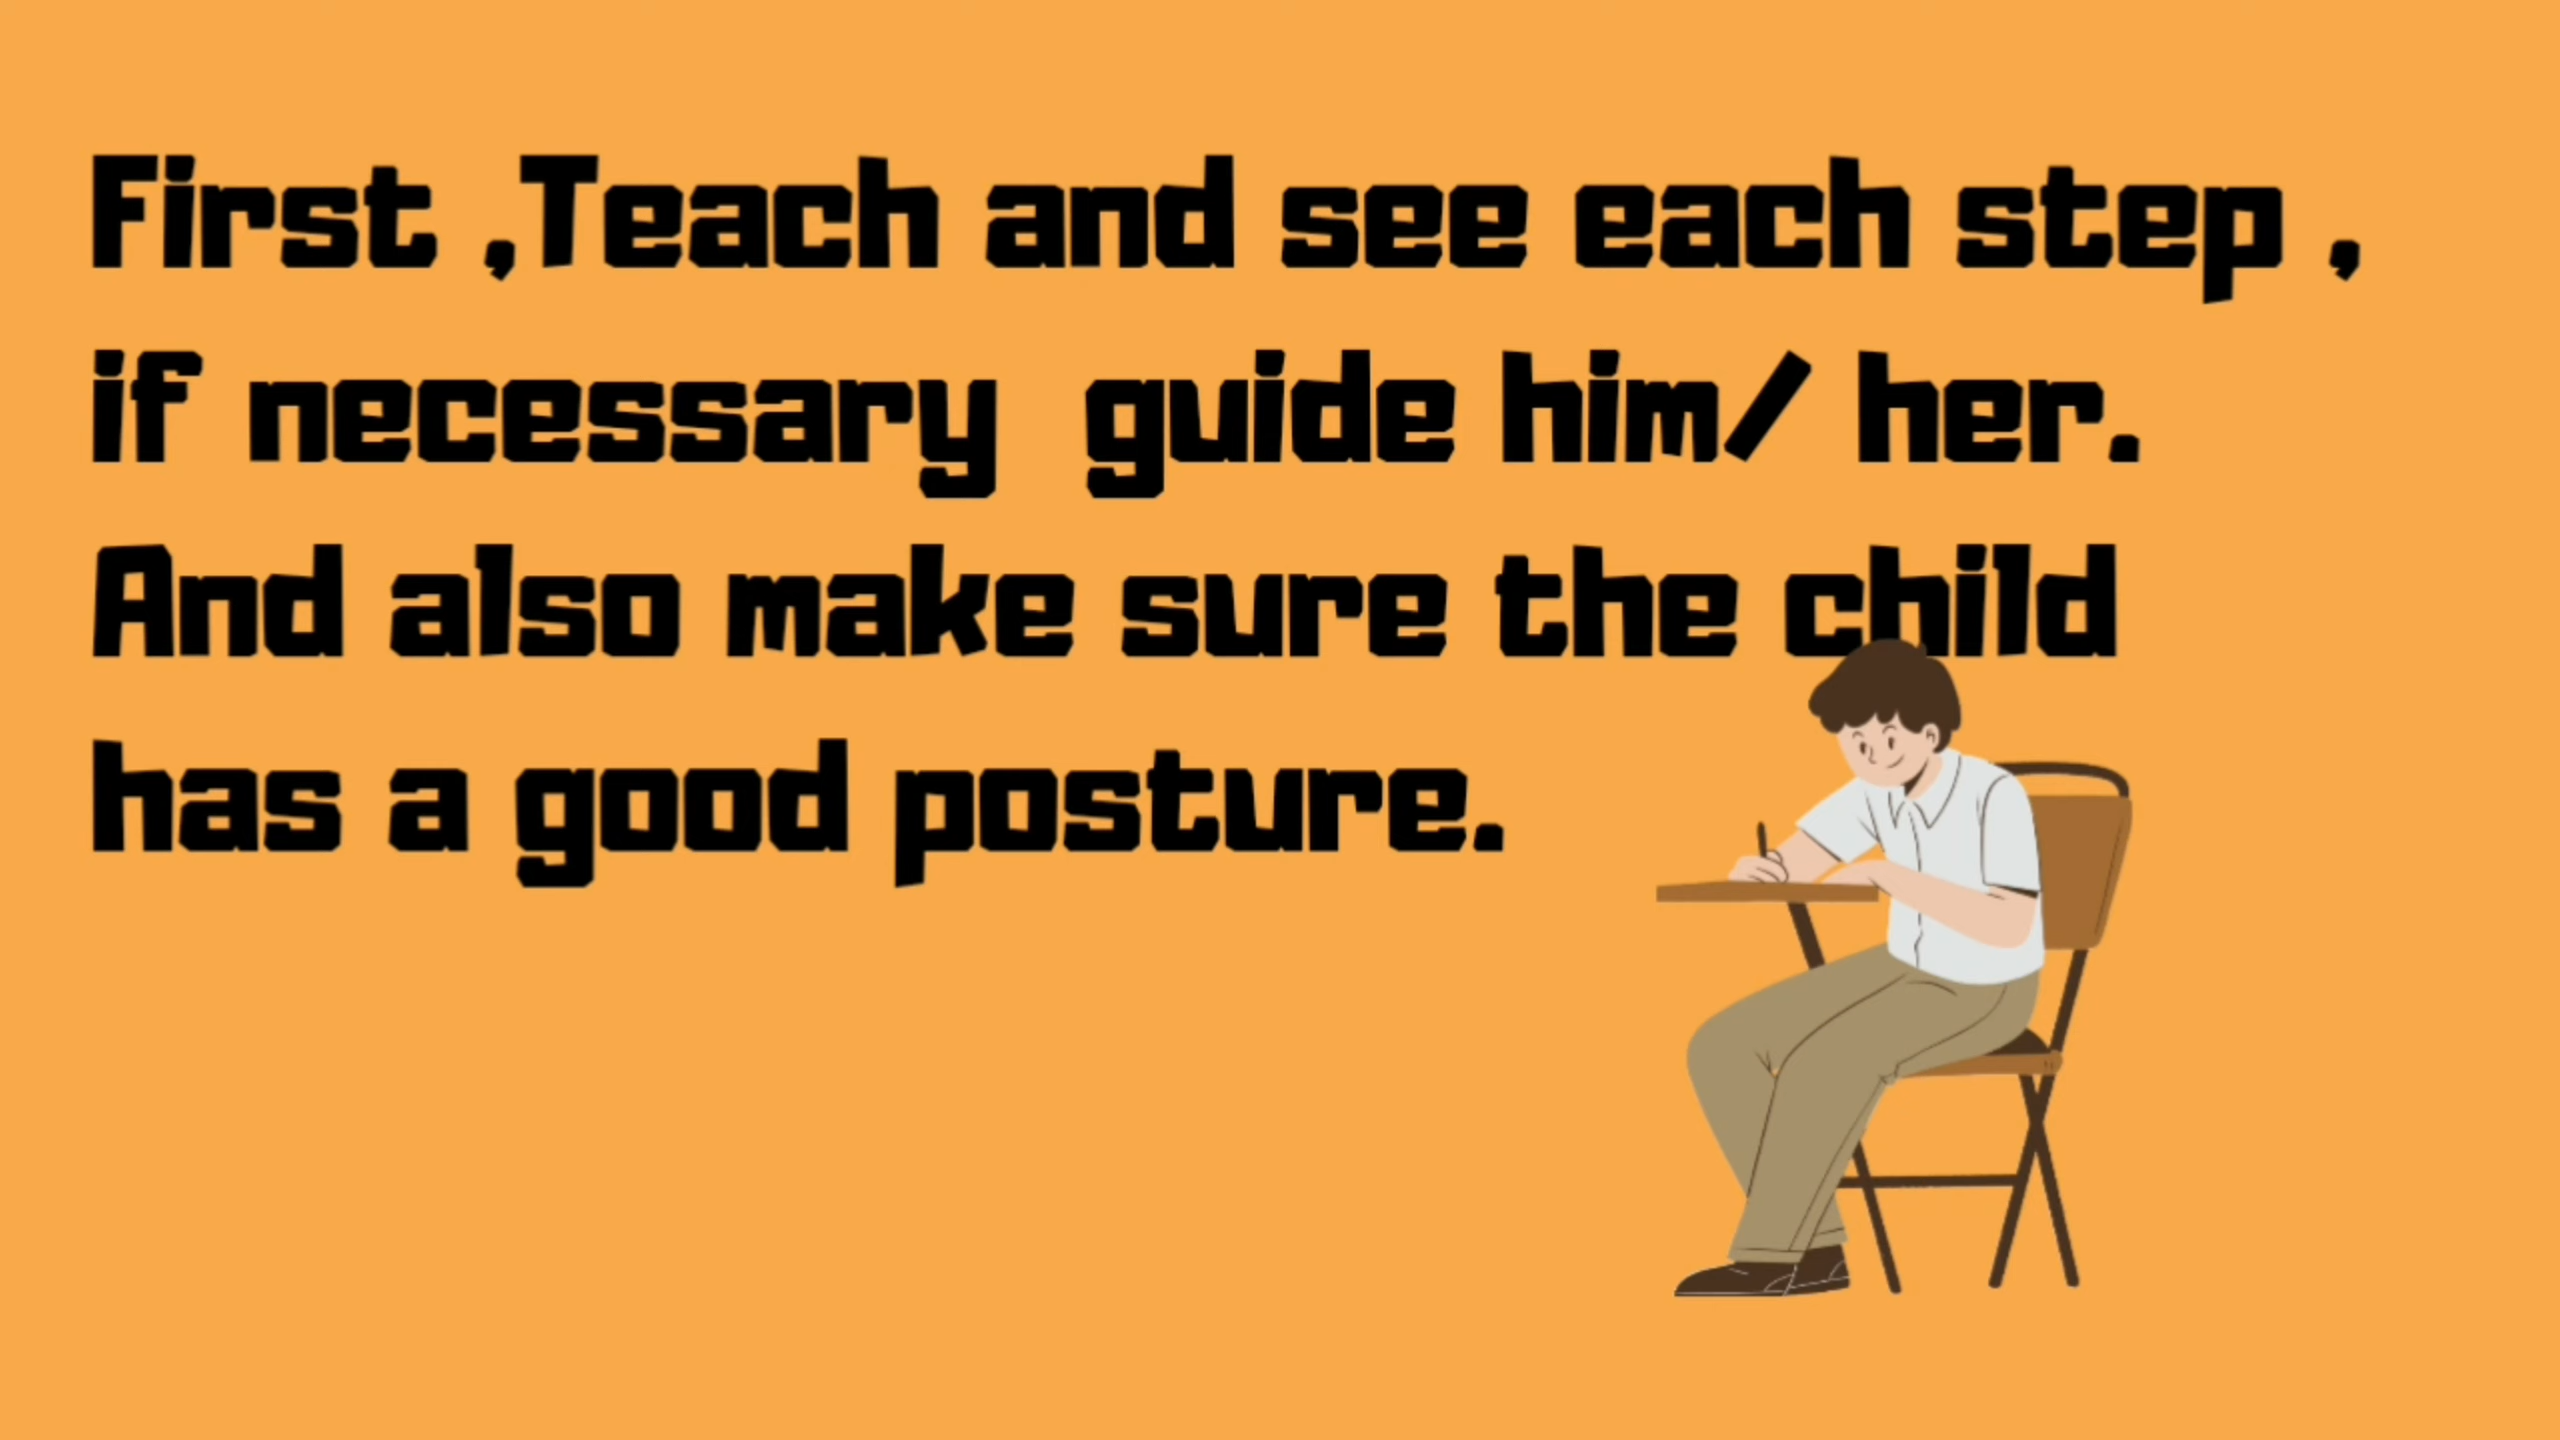 First ,Teach and see each step ,
if necessary  guide him/ her.
And also make sure the child
has a good posture.